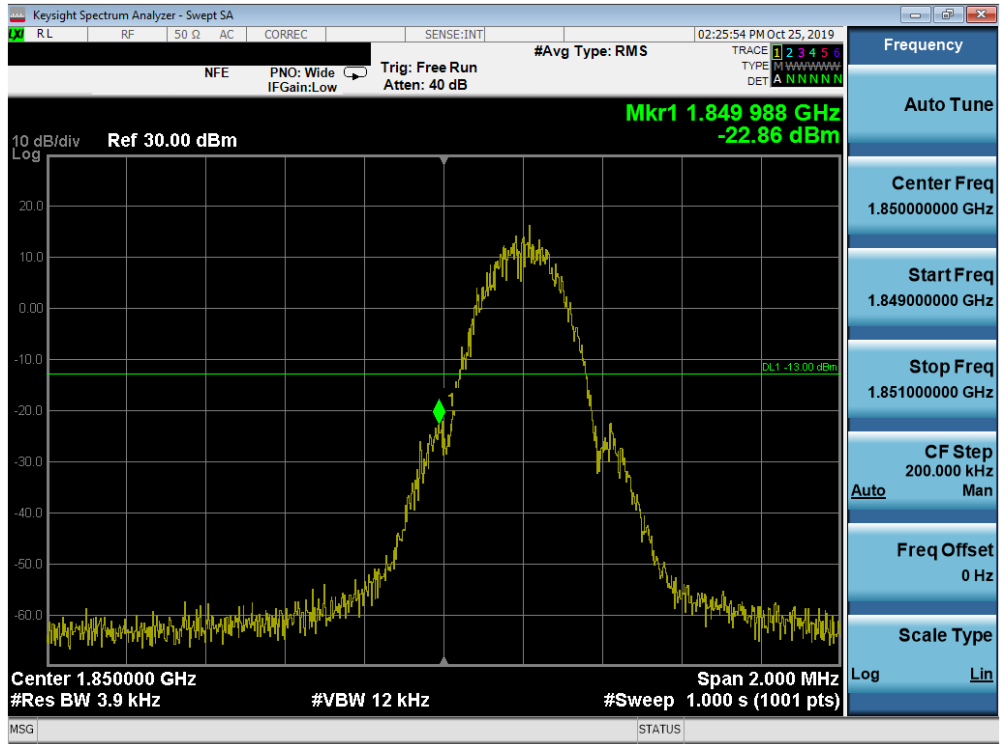 Keysight Spectrum Analyzer - Swept SA
LXI RL RF 50 Ω AC CORREC SENSE:INT 02:25:54 PM Oct 25, 2019
NFE PNO: Wide IFGain:Low Trig: Free Run Atten: 40 dB #Avg Type: RMS
TRACE 1 2 3 4 5 6
TYPE M WWWWW
DET A N N N N N
Mkr1 1.849 988 GHz
-22.86 dBm
10 dB/div Ref 30.00 dBm
Log
20.0
10.0
0.00
-10.0
DL1 -13.00 dBm
-20.0
1
-30.0
-40.0
-50.0
-60.0
Center 1.850000 GHz Span 2.000 MHz
#Res BW 3.9 kHz #VBW 12 kHz #Sweep 1.000 s (1001 pts)
MSG STATUS
Frequency
Auto Tune
Center Freq
1.850000000 GHz
Start Freq
1.849000000 GHz
Stop Freq
1.851000000 GHz
CF Step
200.000 kHz
Auto Man
Freq Offset
0 Hz
Scale Type
Log Lin